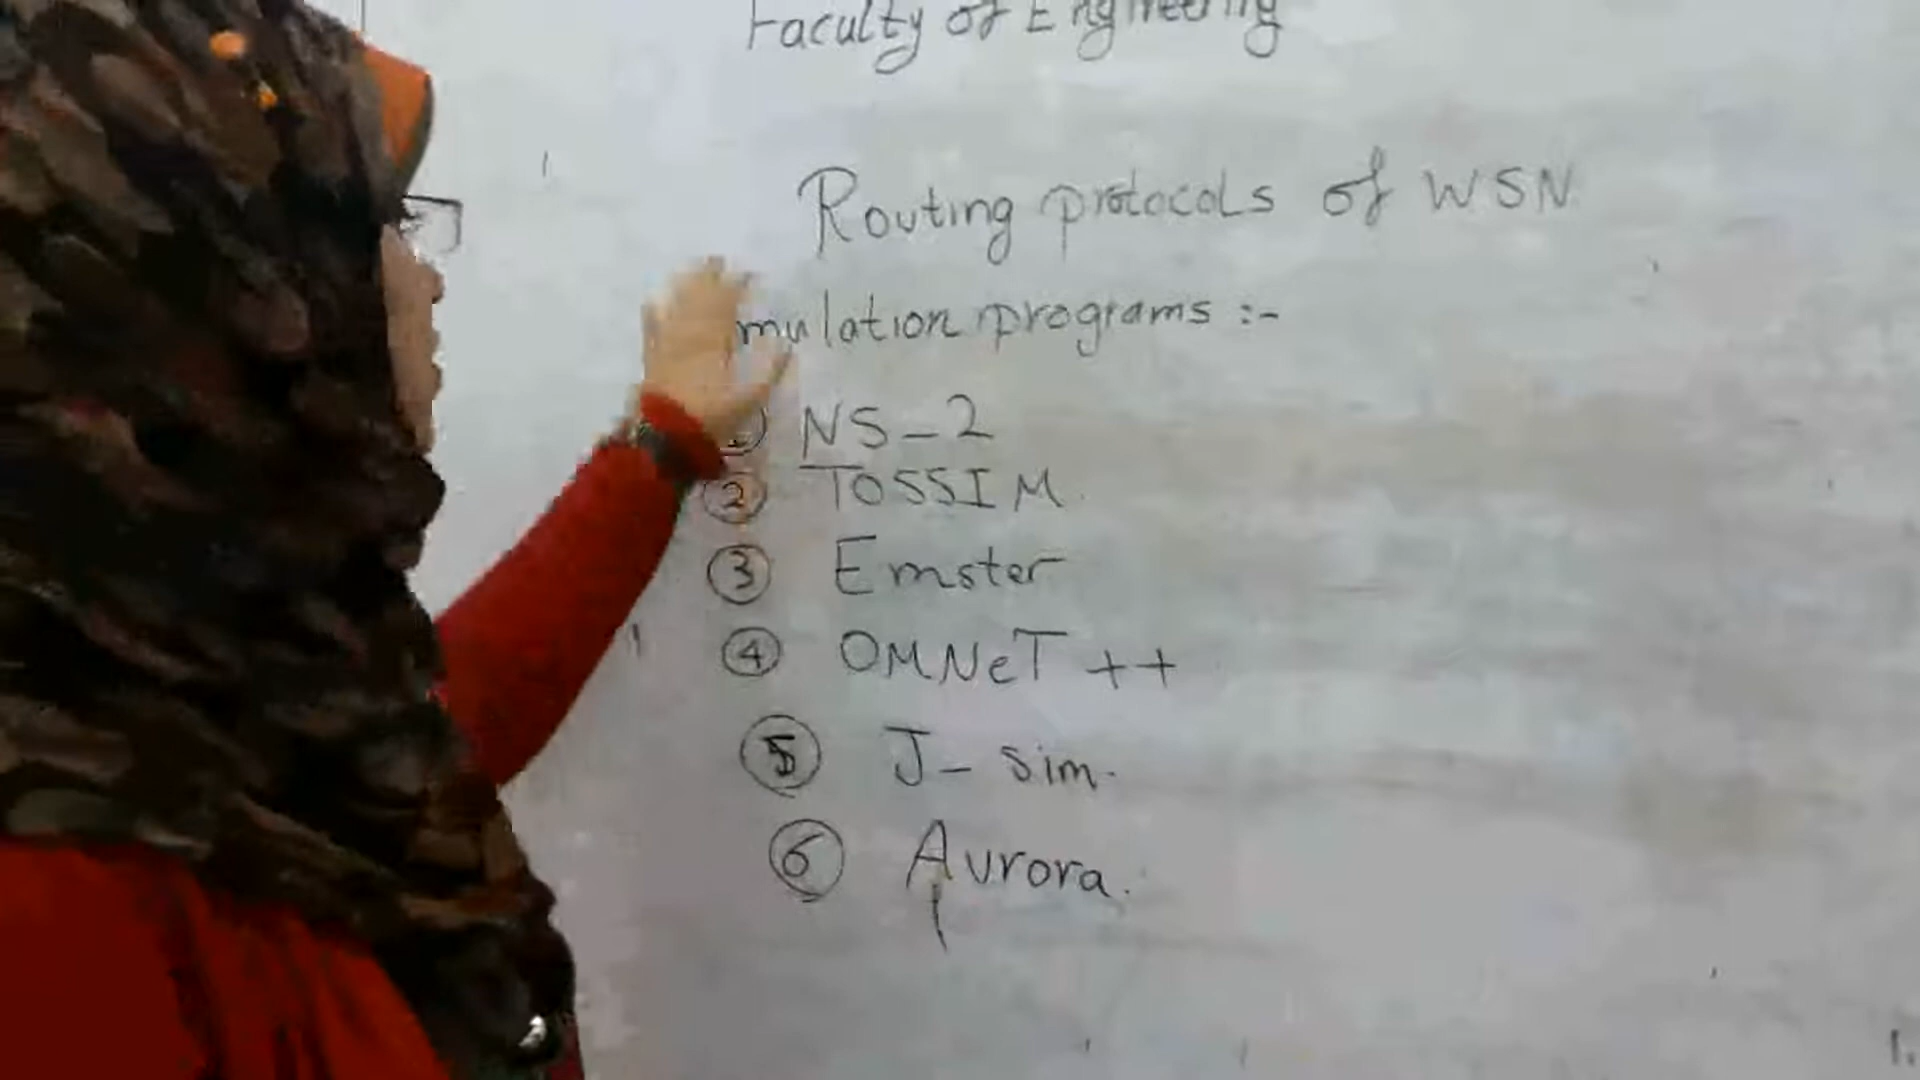 Faculty of Engineering
Routing protocols of WSN
mulation programs :-
① NS-2
② TOSSIM.
③ Emster
④ OMNeT ++
⑤ J- sim.
⑥ Aurora.